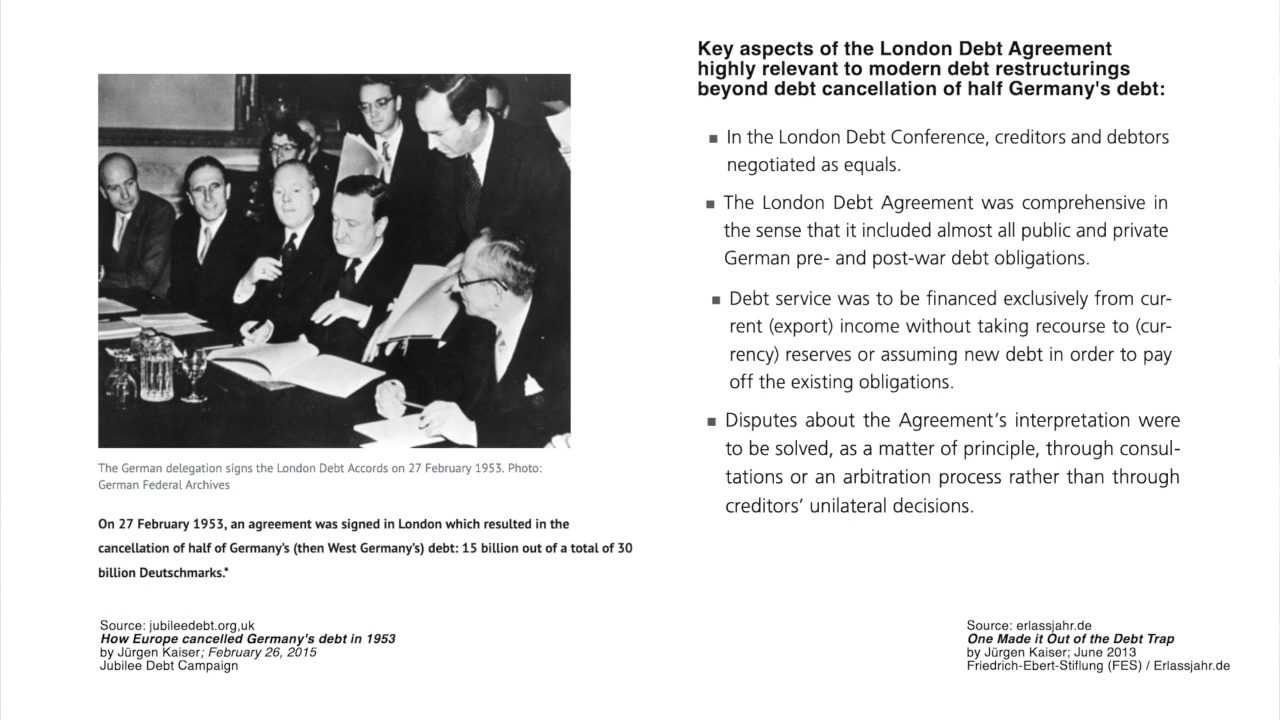 The German delegation signs the London Debt Accords on 27 February 1953. Photo:
German Federal Archives
On 27 February 1953, an agreement was signed in London which resulted in the
cancellation of half of Germany's (then West Germany's) debt: 15 billion out of a total of 30
billion Deutschmarks.*
Source: jubileedebt.org,uk
How Europe cancelled Germany's debt in 1953
by Jürgen Kaiser; February 26, 2015
Jubilee Debt Campaign
Key aspects of the London Debt Agreement
highly relevant to modern debt restructurings
beyond debt cancellation of half Germany's debt:
▪ In the London Debt Conference, creditors and debtors
negotiated as equals.
▪ The London Debt Agreement was comprehensive in
the sense that it included almost all public and private
German pre- and post-war debt obligations.
▪ Debt service was to be financed exclusively from cur-
rent (export) income without taking recourse to (cur-
rency) reserves or assuming new debt in order to pay
off the existing obligations.
▪ Disputes about the Agreement's interpretation were
to be solved, as a matter of principle, through consul-
tations or an arbitration process rather than through
creditors' unilateral decisions.
Source: erlassjahr.de
One Made it Out of the Debt Trap
by Jürgen Kaiser; June 2013
Friedrich-Ebert-Stiflung (FES) / Erlassjahr.de